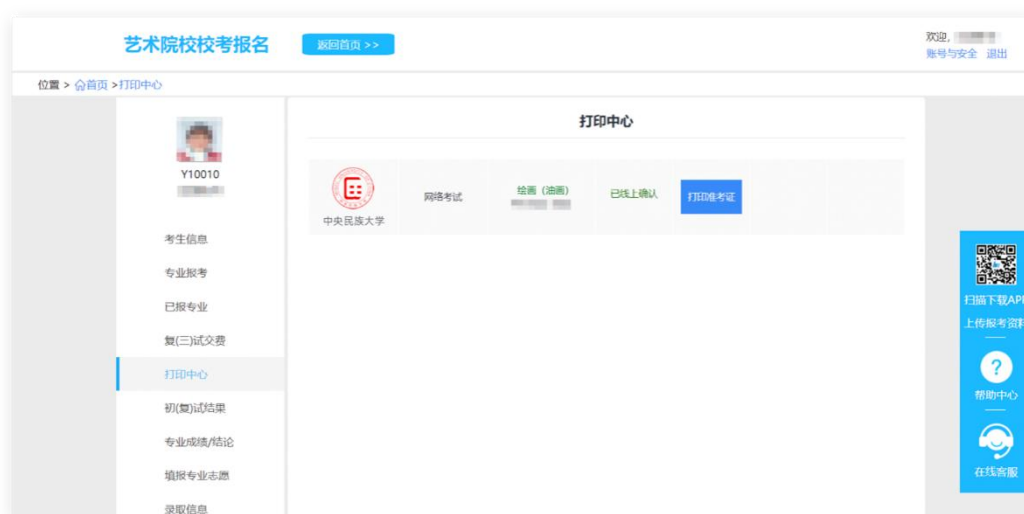 艺术院校校考报名
返回首页 >>
欢迎,
账号与安全 退出
位置 > 首页 >打印中心
Y10010
考生信息
专业报考
已报专业
复(三)试交费
打印中心
初(复)试结果
专业成绩/结论
填报专业志愿
录取信息
打印中心
中央民族大学
网络考试
绘画（油画）
已线上确认
打印准考证
扫描下载APP
上传报考资料
?
帮助中心
在线客服